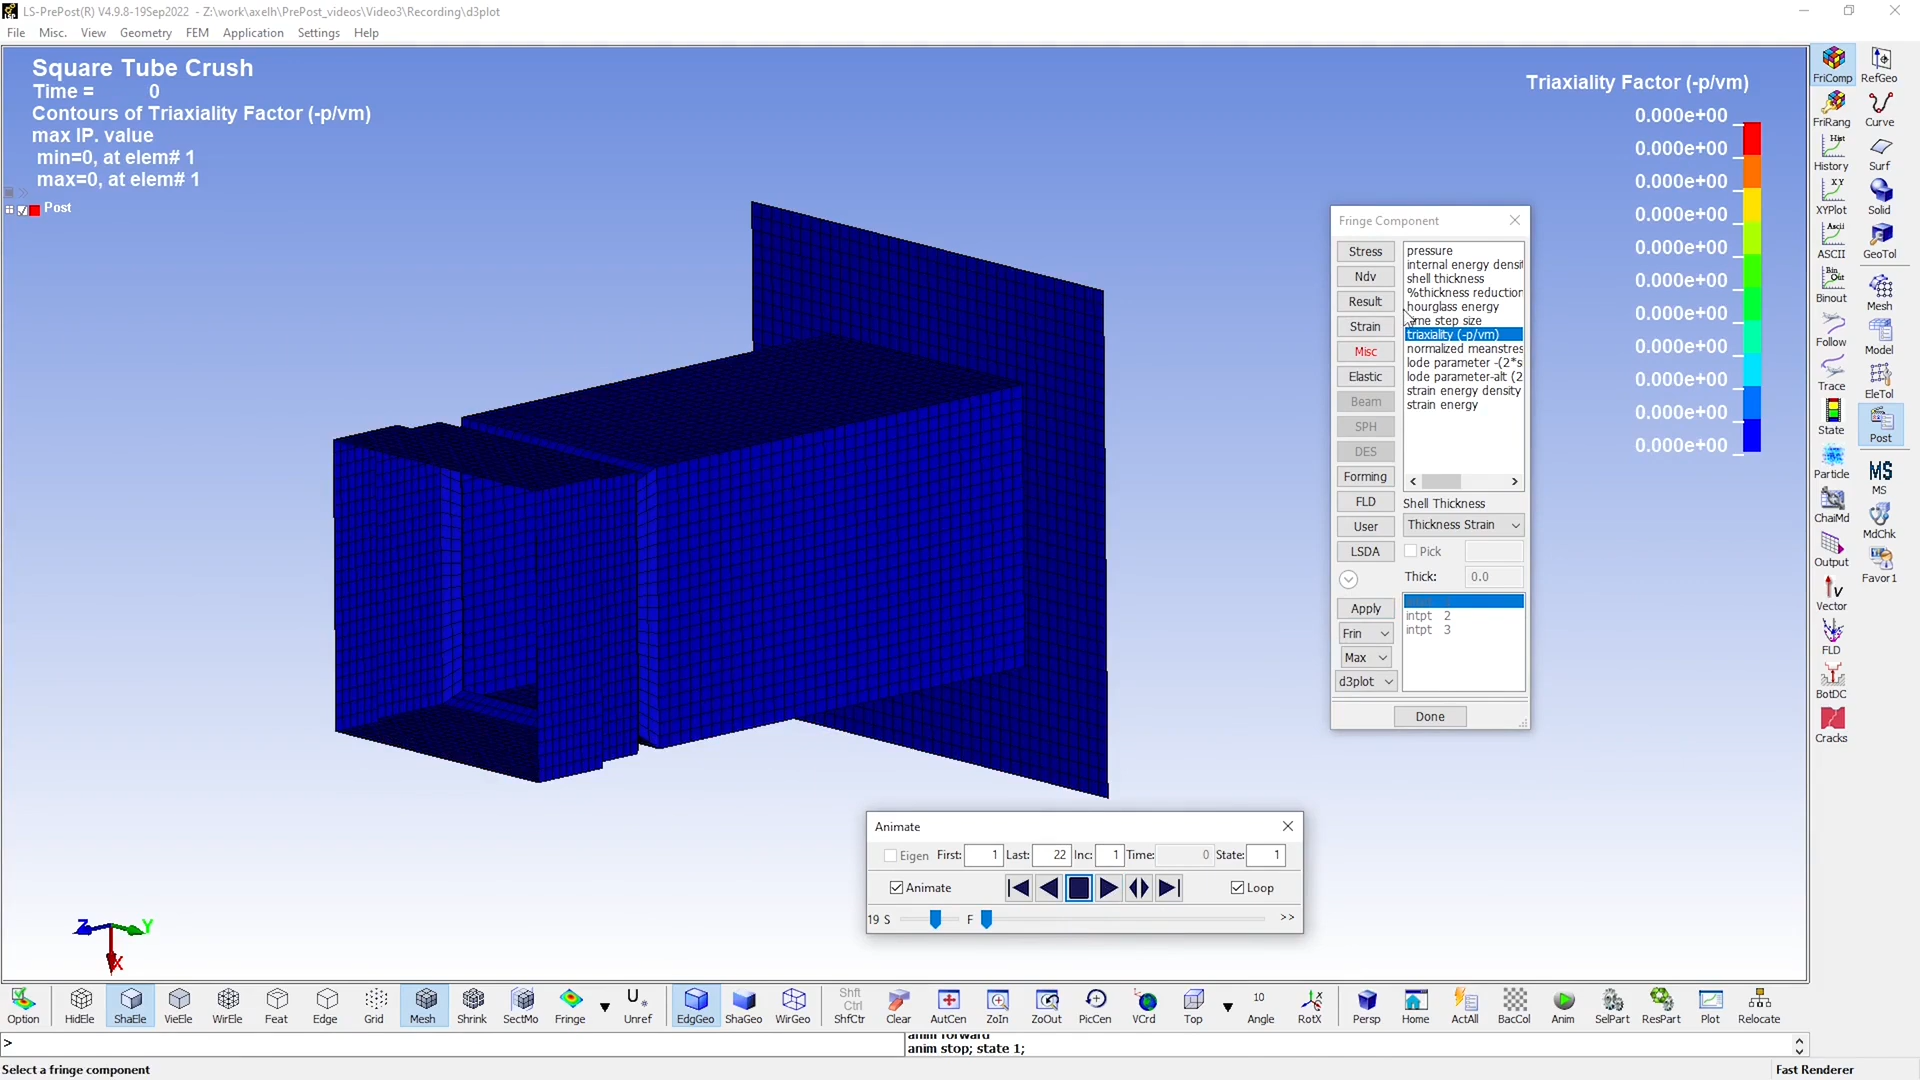 LS-PrePost(R) V4.9.8-19Sep2022 - Z:\work\axelh\PrePost_videos\Video3\Recording\d3plot
File Misc. View Geometry FEM Application Settings Help
Square Tube Crush
Time = 0
Contours of Triaxiality Factor (-p/vm)
max IP. value
min=0, at elem# 1
max=0, at elem# 1
Post
Triaxiality Factor (-p/vm)
0.000e+00
0.000e+00
0.000e+00
0.000e+00
0.000e+00
0.000e+00
0.000e+00
0.000e+00
0.000e+00
0.000e+00
0.000e+00
Fringe Component
Stress
Ndv
Result
Strain
Misc
Elastic
Beam
SPH
DES
Forming
FLD
User
LSDA
pressure
internal energy densit
shell thickness
%thickness reduction
hourglass energy
me step size
triaxiality (-p/vm)
normalized meanstres
lode parameter -(2*s
lode parameter-alt (2
strain energy density
strain energy
Shell Thickness
Thickness Strain
Pick
Thick: 0.0
Apply
Frin
Max
d3plot
intpt 2
intpt 3
Done
Animate
Eigen First: 1 Last: 22 Inc: 1 Time: 0 State: 1
Animate Loop
19 S F >>
FriComp RefGeo
FriRang Curve
History Surf
XYPlot Solid
ASCII GeoTol
Binout Mesh
Follow Model
Trace EleTol
State Post
Particle MS
ChaiMd MdChk
Output Favor1
Vector
FLD
BotDC
Cracks
Z Y
X
Option HidEle ShaEle VieEle WirEle Feat Edge Grid Mesh Shrink SectMo Fringe Unref EdgGeo ShaGeo WirGeo ShfCtr Clear AutCen ZoIn ZoOut PicCen VCrd Top Angle RotX Persp Home ActAll BacCol Anim SelPart ResPart Plot Relocate
>
anim forward
anim stop; state 1;
Select a fringe component
Fast Renderer